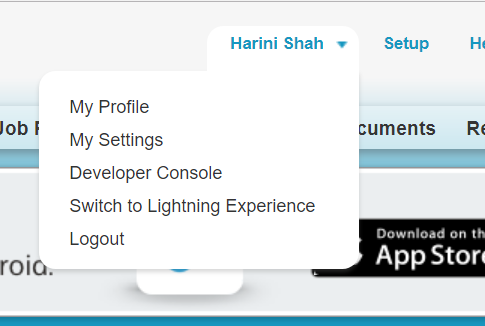 Harini Shah Setup
My Profile
Job cuments
My Settings
Developer Console
Switch to Lightning Experience
Download on the
App Store
roid.
Logout